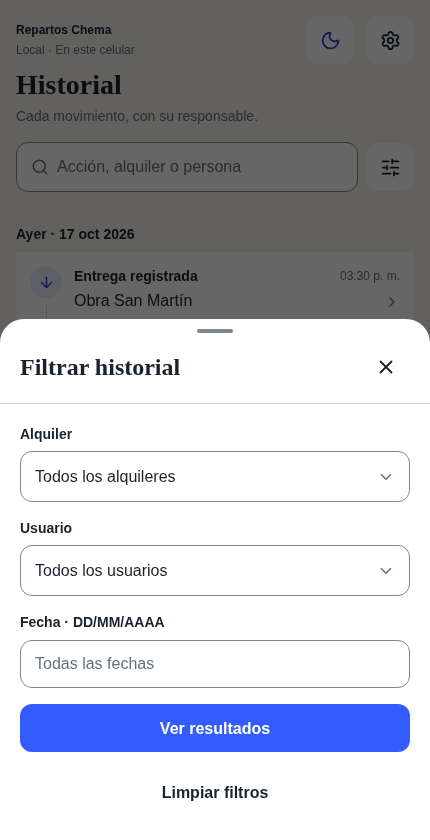 Repartos Chema
Local · En este celular
Historial
Cada movimiento, con su responsable.
Acción, alquiler o persona
Ayer · 17 oct 2026
Entrega registrada
03:30 p. m.
Obra San Martín
Filtrar historial
Alquiler
Todos los alquileres
Usuario
Todos los usuarios
Fecha · DD/MM/AAAA
Todas las fechas
Ver resultados
Limpiar filtros